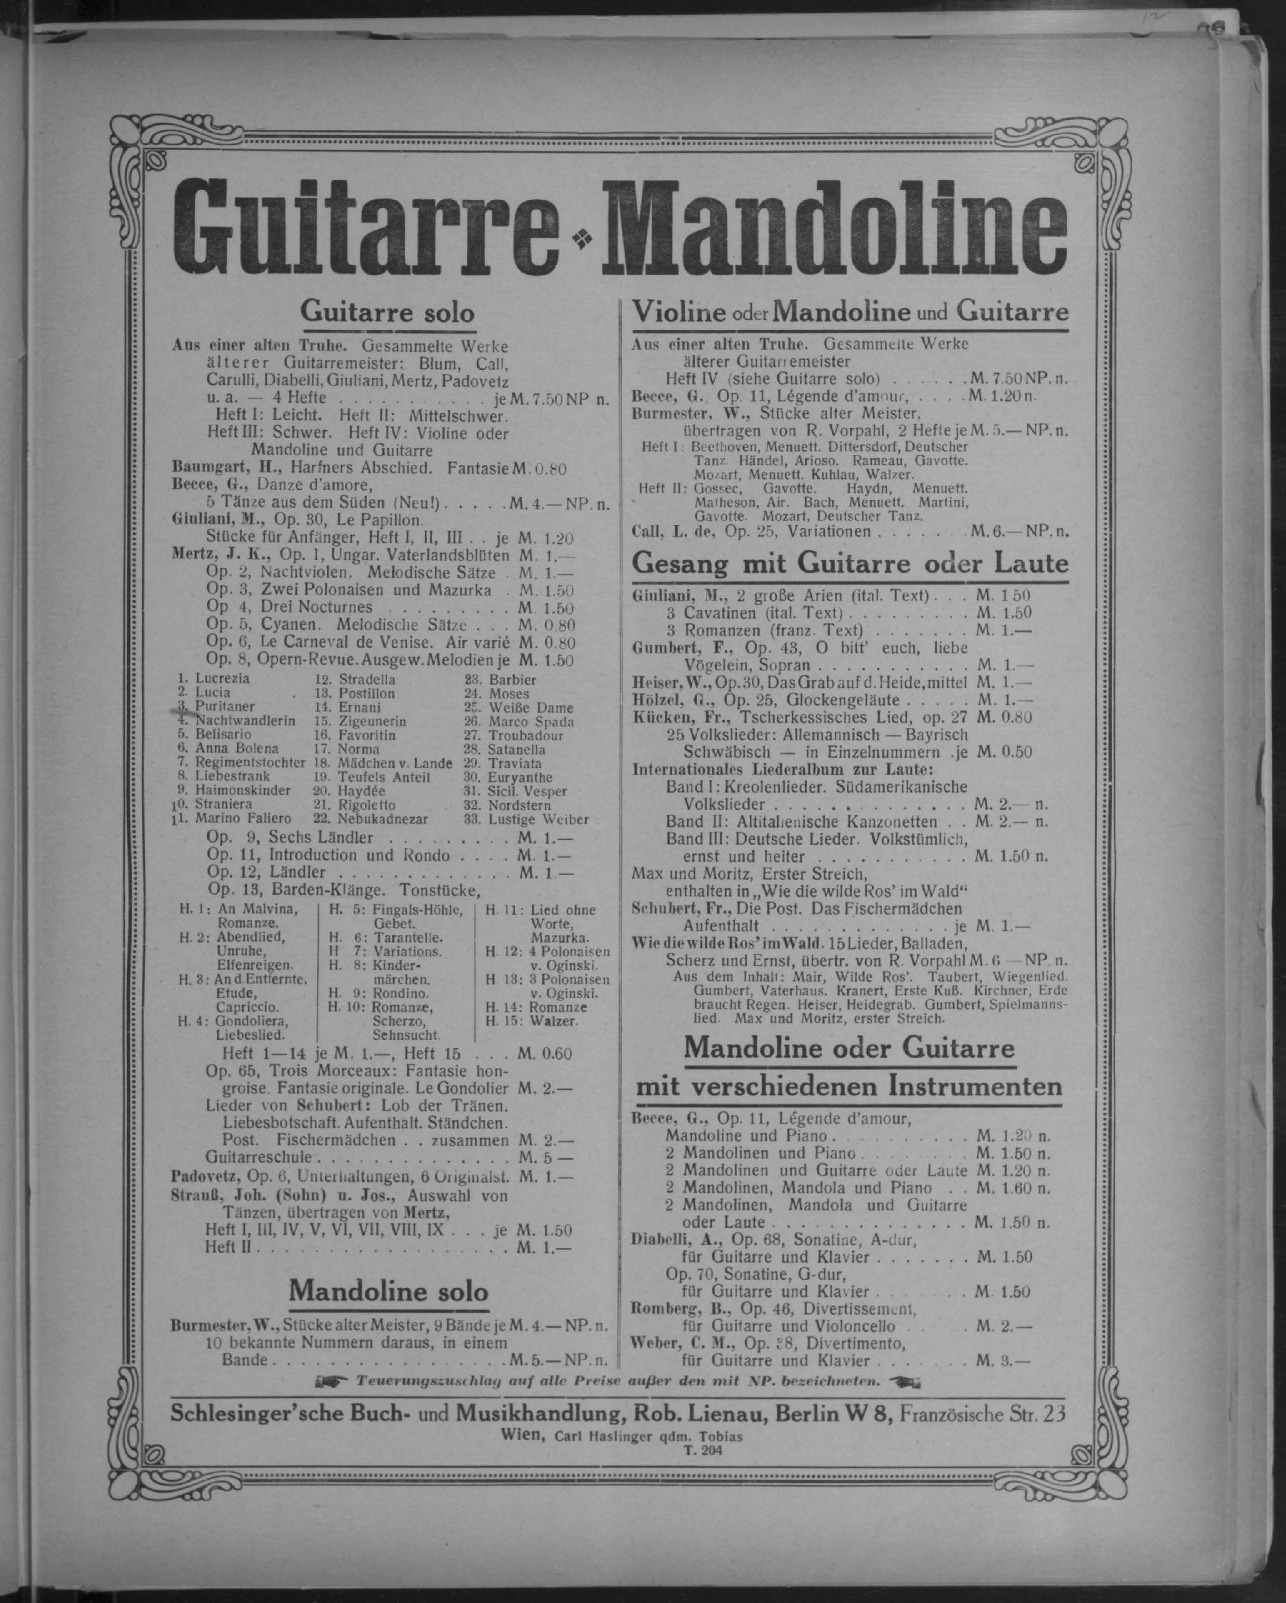 Guitarre Mandoline
Guitarre solo
Aus einer alten Truhe. Gesammelte Werke
älterer Guitarremeister: Blum, Call,
Carulli, Diabelli, Giuliani, Mertz, Padovetz
u. a. — 4 Hefte . . . . . . . . . . . je M. 7.50 NP n.
Heft I: Leicht. Heft II: Mittelschwer.
Heft III: Schwer. Heft IV: Violine oder
Mandoline und Guitarre
Baumgart, H., Harfners Abschied. Fantasie M. 0.80
Becce, G., Danze d'amore,
5 Tänze aus dem Süden (Neu!) . . . . . M. 4.— NP. n.
Giuliani, M., Op. 30, Le Papillon.
Stücke für Anfänger, Heft I, II, III . . je M. 1.20
Mertz, J. K., Op. 1, Ungar. Vaterlandsblüten M. 1.—
Op. 2, Nachtviolen. Melodische Sätze . M. 1.—
Op. 3, Zwei Polonaisen und Mazurka . M. 1.50
Op 4, Drei Nocturnes . . . . . . . . . M. 1.50
Op. 5, Cyanen. Melodische Sätze . . . M. 0.80
Op. 6, Le Carneval de Venise. Air varié M. 0.80
Op. 8, Opern-Revue. Ausgew. Melodien je M. 1.50
1. Lucrezia 12. Stradella 23. Barbier
2. Lucia 13. Postillon 24. Moses
3. Puritaner 14. Ernani 25. Weiße Dame
4. Nachtwandlerin 15. Zigeunerin 26. Marco Spada
5. Belisario 16. Favoritin 27. Troubadour
6. Anna Bolena 17. Norma 28. Satanella
7. Regimentstochter 18. Mädchen v. Lande 29. Traviata
8. Liebestrank 19. Teufels Anteil 30. Euryanthe
9. Haimonskinder 20. Haydée 31. Sicil. Vesper
10. Straniera 21. Rigoletto 32. Nordstern
11. Marino Faliero 22. Nebukadnezar 33. Lustige Weiber
Op. 9, Sechs Ländler . . . . . . . . . M. 1.—
Op. 11, Introduction und Rondo . . . . M. 1.—
Op. 12, Ländler . . . . . . . . . . . . . M. 1 —
Op. 13, Barden-Klänge. Tonstücke,
H. 1: An Malvina, H. 5: Fingals-Höhle, H. 11: Lied ohne
Romanze. Gebet. Worte,
H. 2: Abendlied, H. 6: Tarantelle. Mazurka.
Unruhe, H 7: Variations. H. 12: 4 Polonaisen
Elfenreigen. H. 8: Kinder- v. Oginski.
H. 3: An d. Entfernte, märchen. H 13: 3 Polonaisen
Etude, H. 9: Rondino. v. Oginski.
Capriccio. H. 10: Romanze, H. 14: Romanze
H. 4: Gondoliera, Scherzo, H. 15: Walzer.
Liebeslied. Sehnsucht.
Heft 1—14 je M. 1.—, Heft 15 . . . M. 0.60
Op. 65, Trois Morceaux: Fantasie hon-
groise. Fantasie originale. Le Gondolier M. 2.—
Lieder von Schubert: Lob der Tränen.
Liebesbotschaft. Aufenthalt. Ständchen.
Post. Fischermädchen . . zusammen M. 2.—
Guitarreschule . . . . . . . . . . . . . . M. 5 —
Padovetz, Op. 6, Unterhaltungen, 6 Originalst. M. 1.—
Strauß, Joh. (Sohn) u. Jos., Auswahl von
Tänzen, übertragen von Mertz,
Heft I, III, IV, V, VI, VII, VIII, IX . . . je M. 1.50
Heft II . . . . . . . . . . . . . . . . . . M. 1.—
Mandoline solo
Burmester, W., Stücke alter Meister, 9 Bände je M. 4.— NP. n.
10 bekannte Nummern daraus, in einem
Bande . . . . . . . . . . . . . . . . . M. 5.— NP. n.
Violine oder Mandoline und Guitarre
Aus einer alten Truhe. Gesammelte Werke
älterer Guitarremeister
Heft IV (siehe Guitarre solo) . . . . . . M. 7.50 NP. n.
Becce, G., Op. 11, Légende d'amour, . . . . M. 1.20 n.
Burmester, W., Stücke alter Meister.
übertragen von R. Vorpahl, 2 Hefte je M. 5.— NP. n.
Heft I: Beethoven, Menuett. Dittersdorf, Deutscher
Tanz. Händel, Arioso. Rameau, Gavotte.
Mozart, Menuett. Kuhlau, Walzer.
Heft II: Gossec, Gavotte. Haydn, Menuett.
Matheson, Air. Bach, Menuett. Martini,
Gavotte. Mozart, Deutscher Tanz.
Call, L. de, Op. 25, Variationen . . . . . . . M. 6.— NP. n.
Gesang mit Guitarre oder Laute
Giuliani, M., 2 große Arien (ital. Text) . . . M. 1 50
3 Cavatinen (ital. Text) . . . . . . . . . M. 1.50
3 Romanzen (franz. Text) . . . . . . . M. 1.—
Gumbert, F., Op. 43, O bitt' euch, liebe
Vögelein, Sopran . . . . . . . . . . . M. 1.—
Heiser, W., Op. 30, Das Grab auf d. Heide, mittel M. 1.—
Hölzel, G., Op. 25, Glockengeläute . . . . . M. 1.—
Kücken, Fr., Tscherkessisches Lied, op. 27 M. 0.80
25 Volkslieder: Allemannisch — Bayrisch
Schwäbisch — in Einzelnummern . je M. 0.50
Internationales Liederalbum zur Laute:
Band I: Kreolenlieder. Südamerikanische
Volkslieder . . . . . . . . . . . . . . M. 2.— n.
Band II: Altitalienische Kanzonetten . . M. 2.— n.
Band III: Deutsche Lieder. Volkstümlich,
ernst und heiter . . . . . . . . . . . M. 1.50 n.
Max und Moritz, Erster Streich,
enthalten in „Wie die wilde Ros' im Wald“
Schubert, Fr., Die Post. Das Fischermädchen
Aufenthalt . . . . . . . . . . . . . je M. 1.—
Wie die wilde Ros' im Wald. 15 Lieder, Balladen,
Scherz und Ernst, übertr. von R. Vorpahl M. 6 — NP. n.
Aus dem Inhalt: Mair, Wilde Ros'. Taubert, Wiegenlied.
Gumbert, Vaterhaus. Kranert, Erste Kuß. Kirchner, Erde
braucht Regen. Heiser, Heidegrab. Gumbert, Spielmanns-
lied. Max und Moritz, erster Streich.
Mandoline oder Guitarre
mit verschiedenen Instrumenten
Becce, G., Op. 11, Légende d'amour,
Mandoline und Piano . . . . . . . . . . M. 1.20 n.
2 Mandolinen und Piano . . . . . . . . M. 1.50 n.
2 Mandolinen und Guitarre oder Laute M. 1.20 n.
2 Mandolinen, Mandola und Piano . . M. 1.60 n.
2 Mandolinen, Mandola und Guitarre
oder Laute . . . . . . . . . . . . . . M. 1.50 n.
Diabelli, A., Op. 68, Sonatine, A-dur,
für Guitarre und Klavier . . . . . . . M. 1.50
Op. 70, Sonatine, G-dur,
für Guitarre und Klavier . . . . . . . M. 1.50
Romberg, B., Op. 46, Divertissement,
für Guitarre und Violoncello . . . M. 2.—
Weber, C. M., Op. 38, Divertimento,
für Guitarre und Klavier . . . . . . . M. 3.—
Teuerungszuschlag auf alle Preise außer den mit NP. bezeichneten.
Schlesinger'sche Buch- und Musikhandlung, Rob. Lienau, Berlin W 8, Französische Str. 23
Wien, Carl Haslinger qdm. Tobias
T. 204